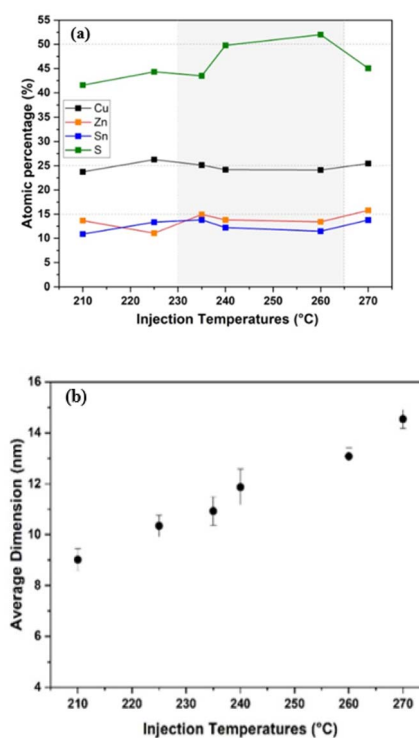 (a)
Atomic percentage (%)
55
50
45
40
35
30
25
20
15
10
5
0
Cu
Zn
Sn
S
210 220 230 240 250 260 270
Injection Temperatures (°C)
(b)
Average Dimension (nm)
16
14
12
10
8
6
4
210 220 230 240 250 260 270
Injection Temperatures (°C)